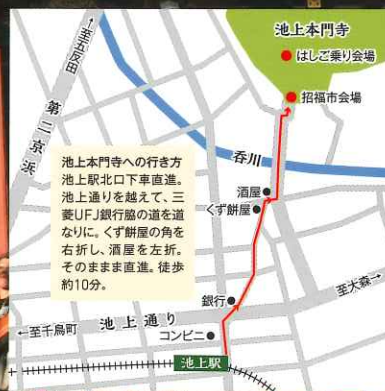 池上本門寺
はしご乗り会場
招福市会場
至五反田
第二京浜
呑川
池上本門寺への行き方
池上駅北口下車直進。
池上通りを越えて、三
菱UFJ銀行脇の道を道
なりに。くず餅屋の角を
右折し、酒屋を左折。
そのままま直進。徒歩
約10分。
酒屋
くず餅屋
銀行
至大森→
←至千鳥町
池上通り
コンビニ
池上駅